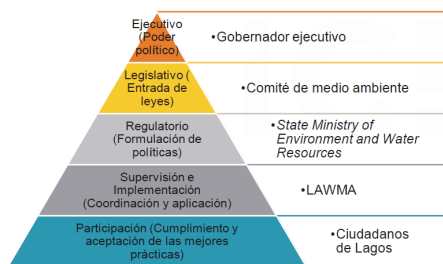 Ejecutivo
(Poder
político)
•Gobernador ejecutivo
Legislativo (
Entrada de
leyes)
•Comité de medio ambiente
Regulatorio
(Formulación de
políticas)
•State Ministry of
Environment and Water
Resources
Supervisión e
Implementación
(Coordinación y aplicación)
•LAWMA
Participación (Cumplimiento y
aceptación de las mejores
prácticas)
•Ciudadanos
de Lagos